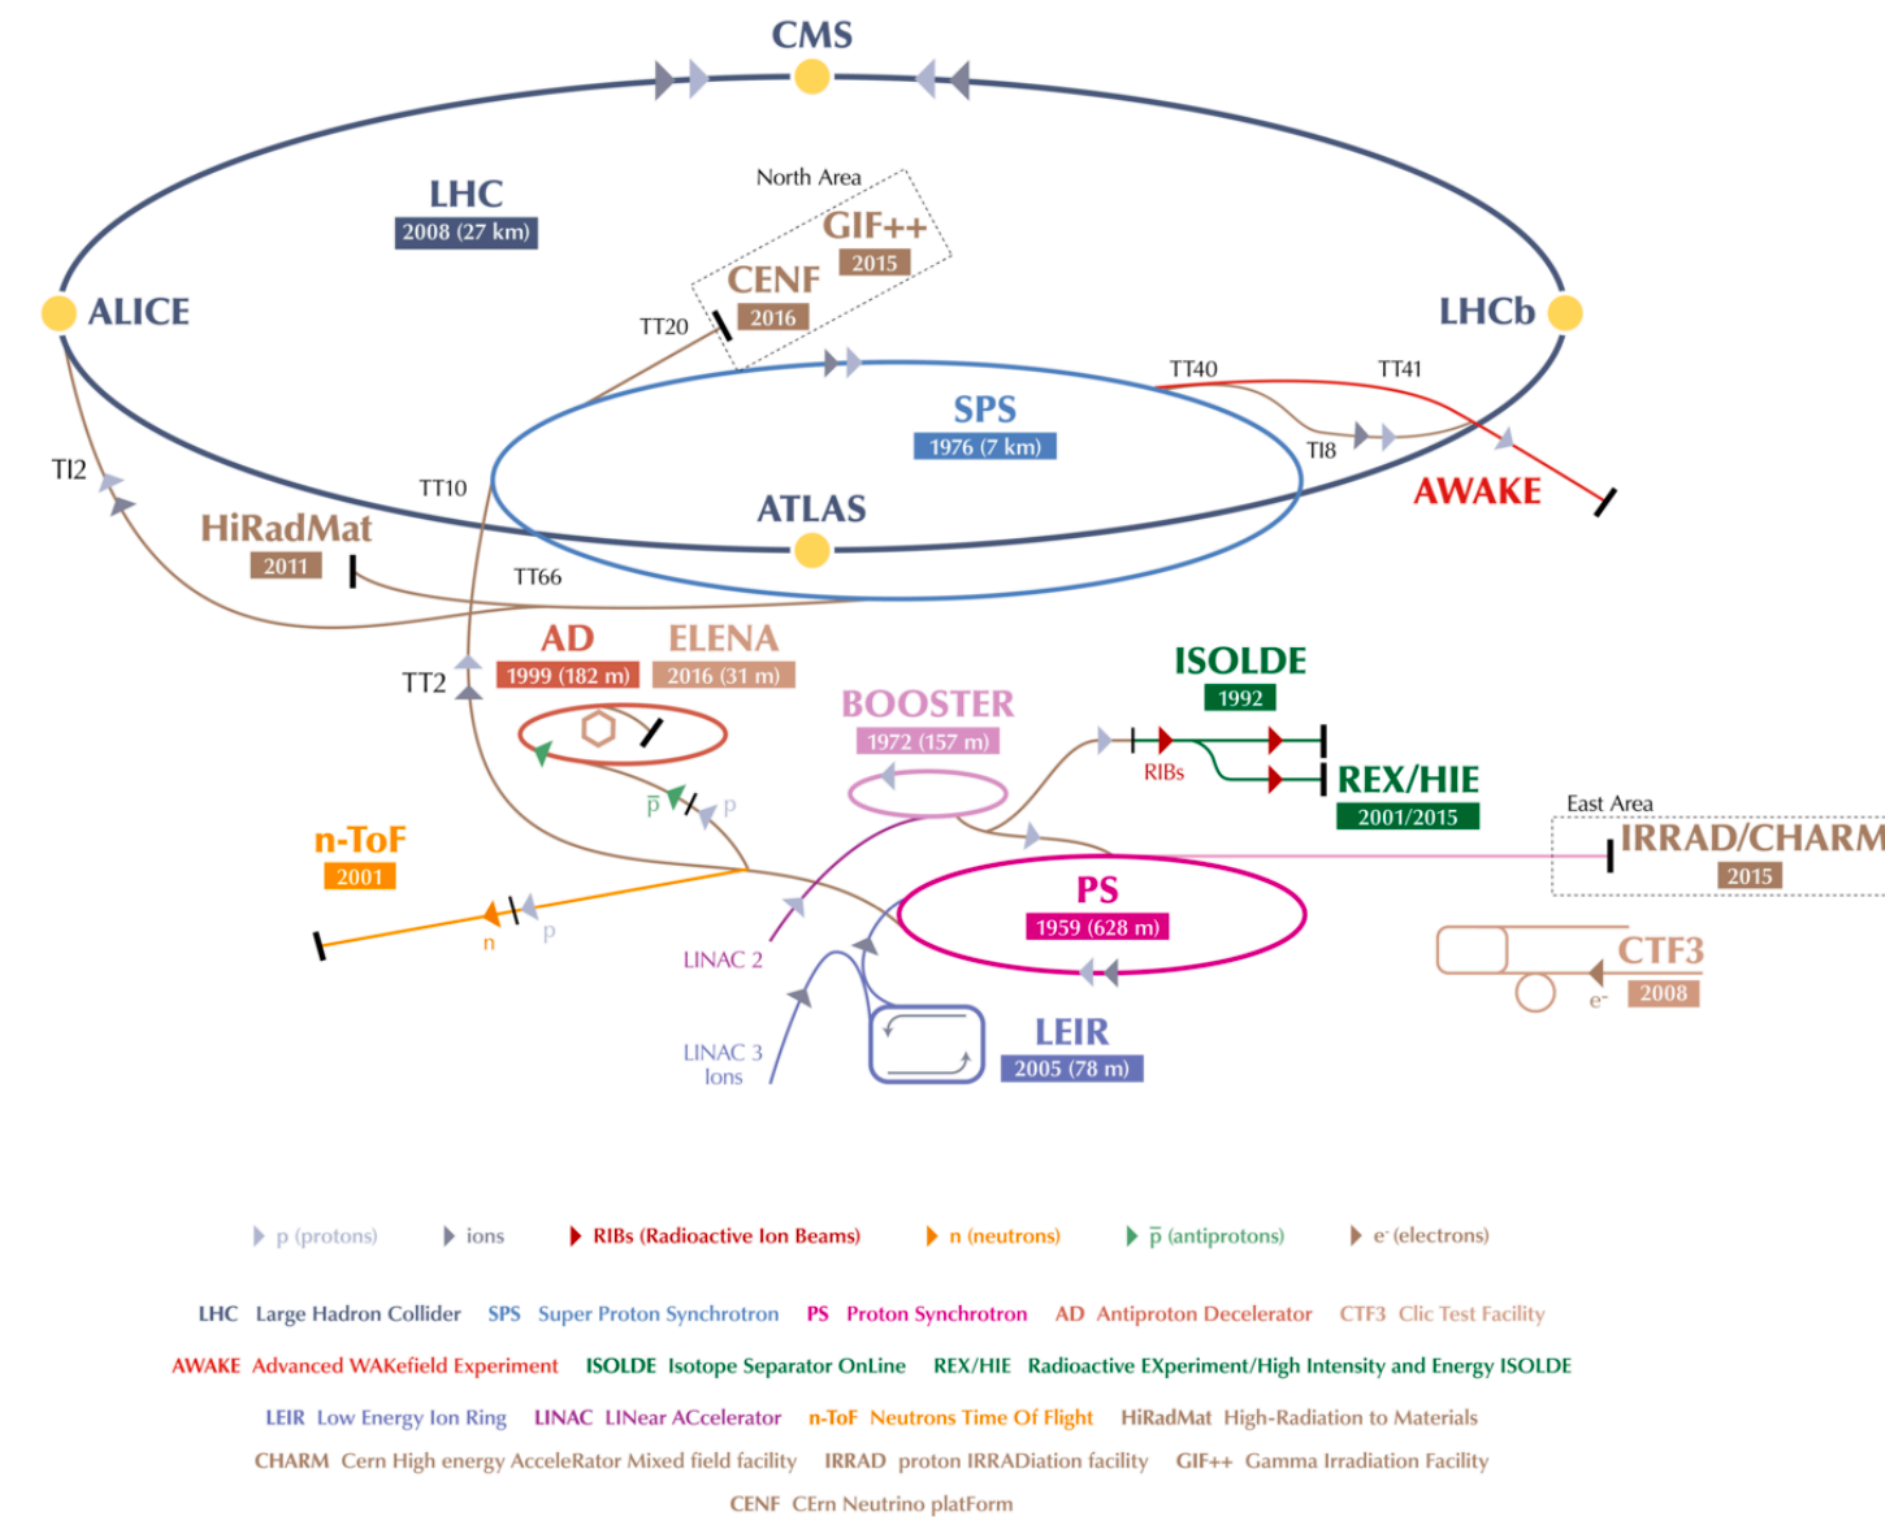 CMS
North Area
LHC
2008 (27 km)
GIF++
2015
CENF
2016
ALICE
LHCb
TT20
TT40
TT41
SPS
1976 (7 km)
TI8
TI2
TT10
AWAKE
ATLAS
HiRadMat
2011
TT66
AD
1999 (182 m)
ELENA
2016 (31 m)
TT2
ISOLDE
1992
BOOSTER
1972 (157 m)
RIBs
REX/HIE
2001/2015
p̅
p
East Area
IRRAD/CHARM
2015
n-ToF
2001
PS
1959 (628 m)
n
p
LINAC 2
CTF3
2008
e-
LEIR
2005 (78 m)
LINAC 3
Ions
p (protons) ions RIBs (Radioactive Ion Beams) n (neutrons) p̅ (antiprotons) e- (electrons)
LHC Large Hadron Collider SPS Super Proton Synchrotron PS Proton Synchrotron AD Antiproton Decelerator CTF3 Clic Test Facility
AWAKE Advanced WAKefield Experiment ISOLDE Isotope Separator OnLine REX/HIE Radioactive EXperiment/High Intensity and Energy ISOLDE
LEIR Low Energy Ion Ring LINAC LINear ACcelerator n-ToF Neutrons Time Of Flight HiRadMat High-Radiation to Materials
CHARM Cern High energy AcceleRator Mixed field facility IRRAD proton IRRADiation facility GIF++ Gamma Irradiation Facility
CENF CErn Neutrino platForm